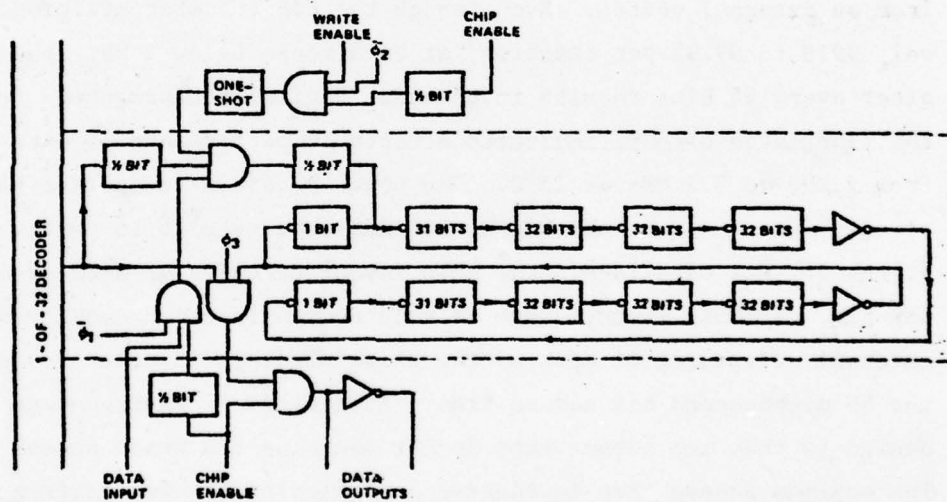 WRITE
ENABLE
CHIP
ENABLE
φ̅2
ONE-
SHOT
½ BIT
½ BIT
½ BIT
1 BIT
31 BITS
32 BITS
32 BITS
32 BITS
φ3
1-OF-32 DECODER
1 BIT
31 BITS
32 BITS
32 BITS
32 BITS
φ̅1
½ BIT
DATA
INPUT
CHIP
ENABLE
DATA
OUTPUTS